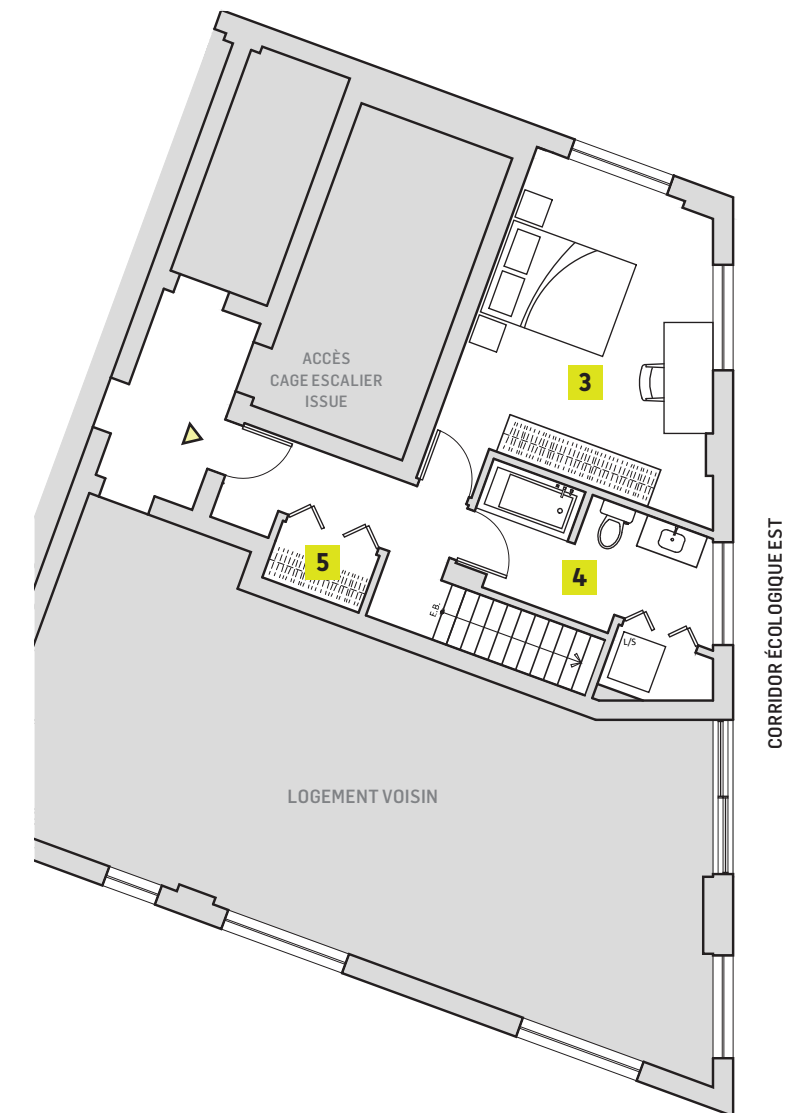 ACCÈS
CAGE ESCALIER
ISSUE
3
5
4
E.B.
L/S
CORRIDOR ÉCOLOGIQUE EST
LOGEMENT VOISIN